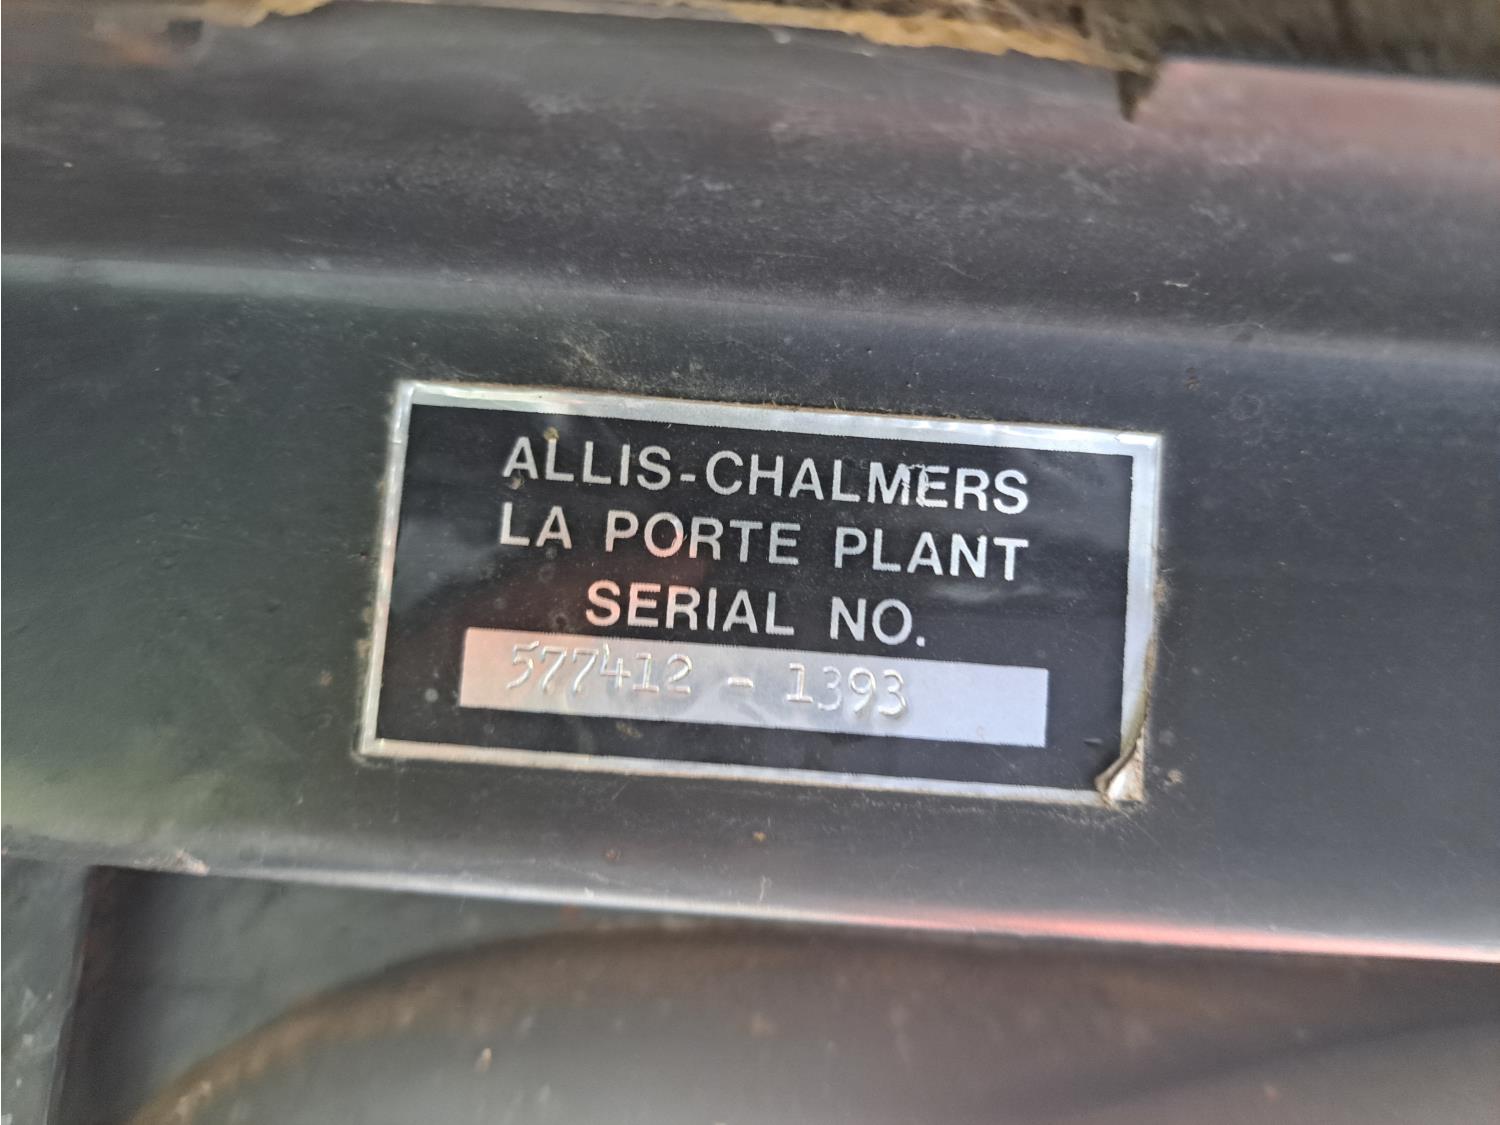 ALLIS-CHALMERS
LA PORTE PLANT
SERIAL NO.
577412 - 1393